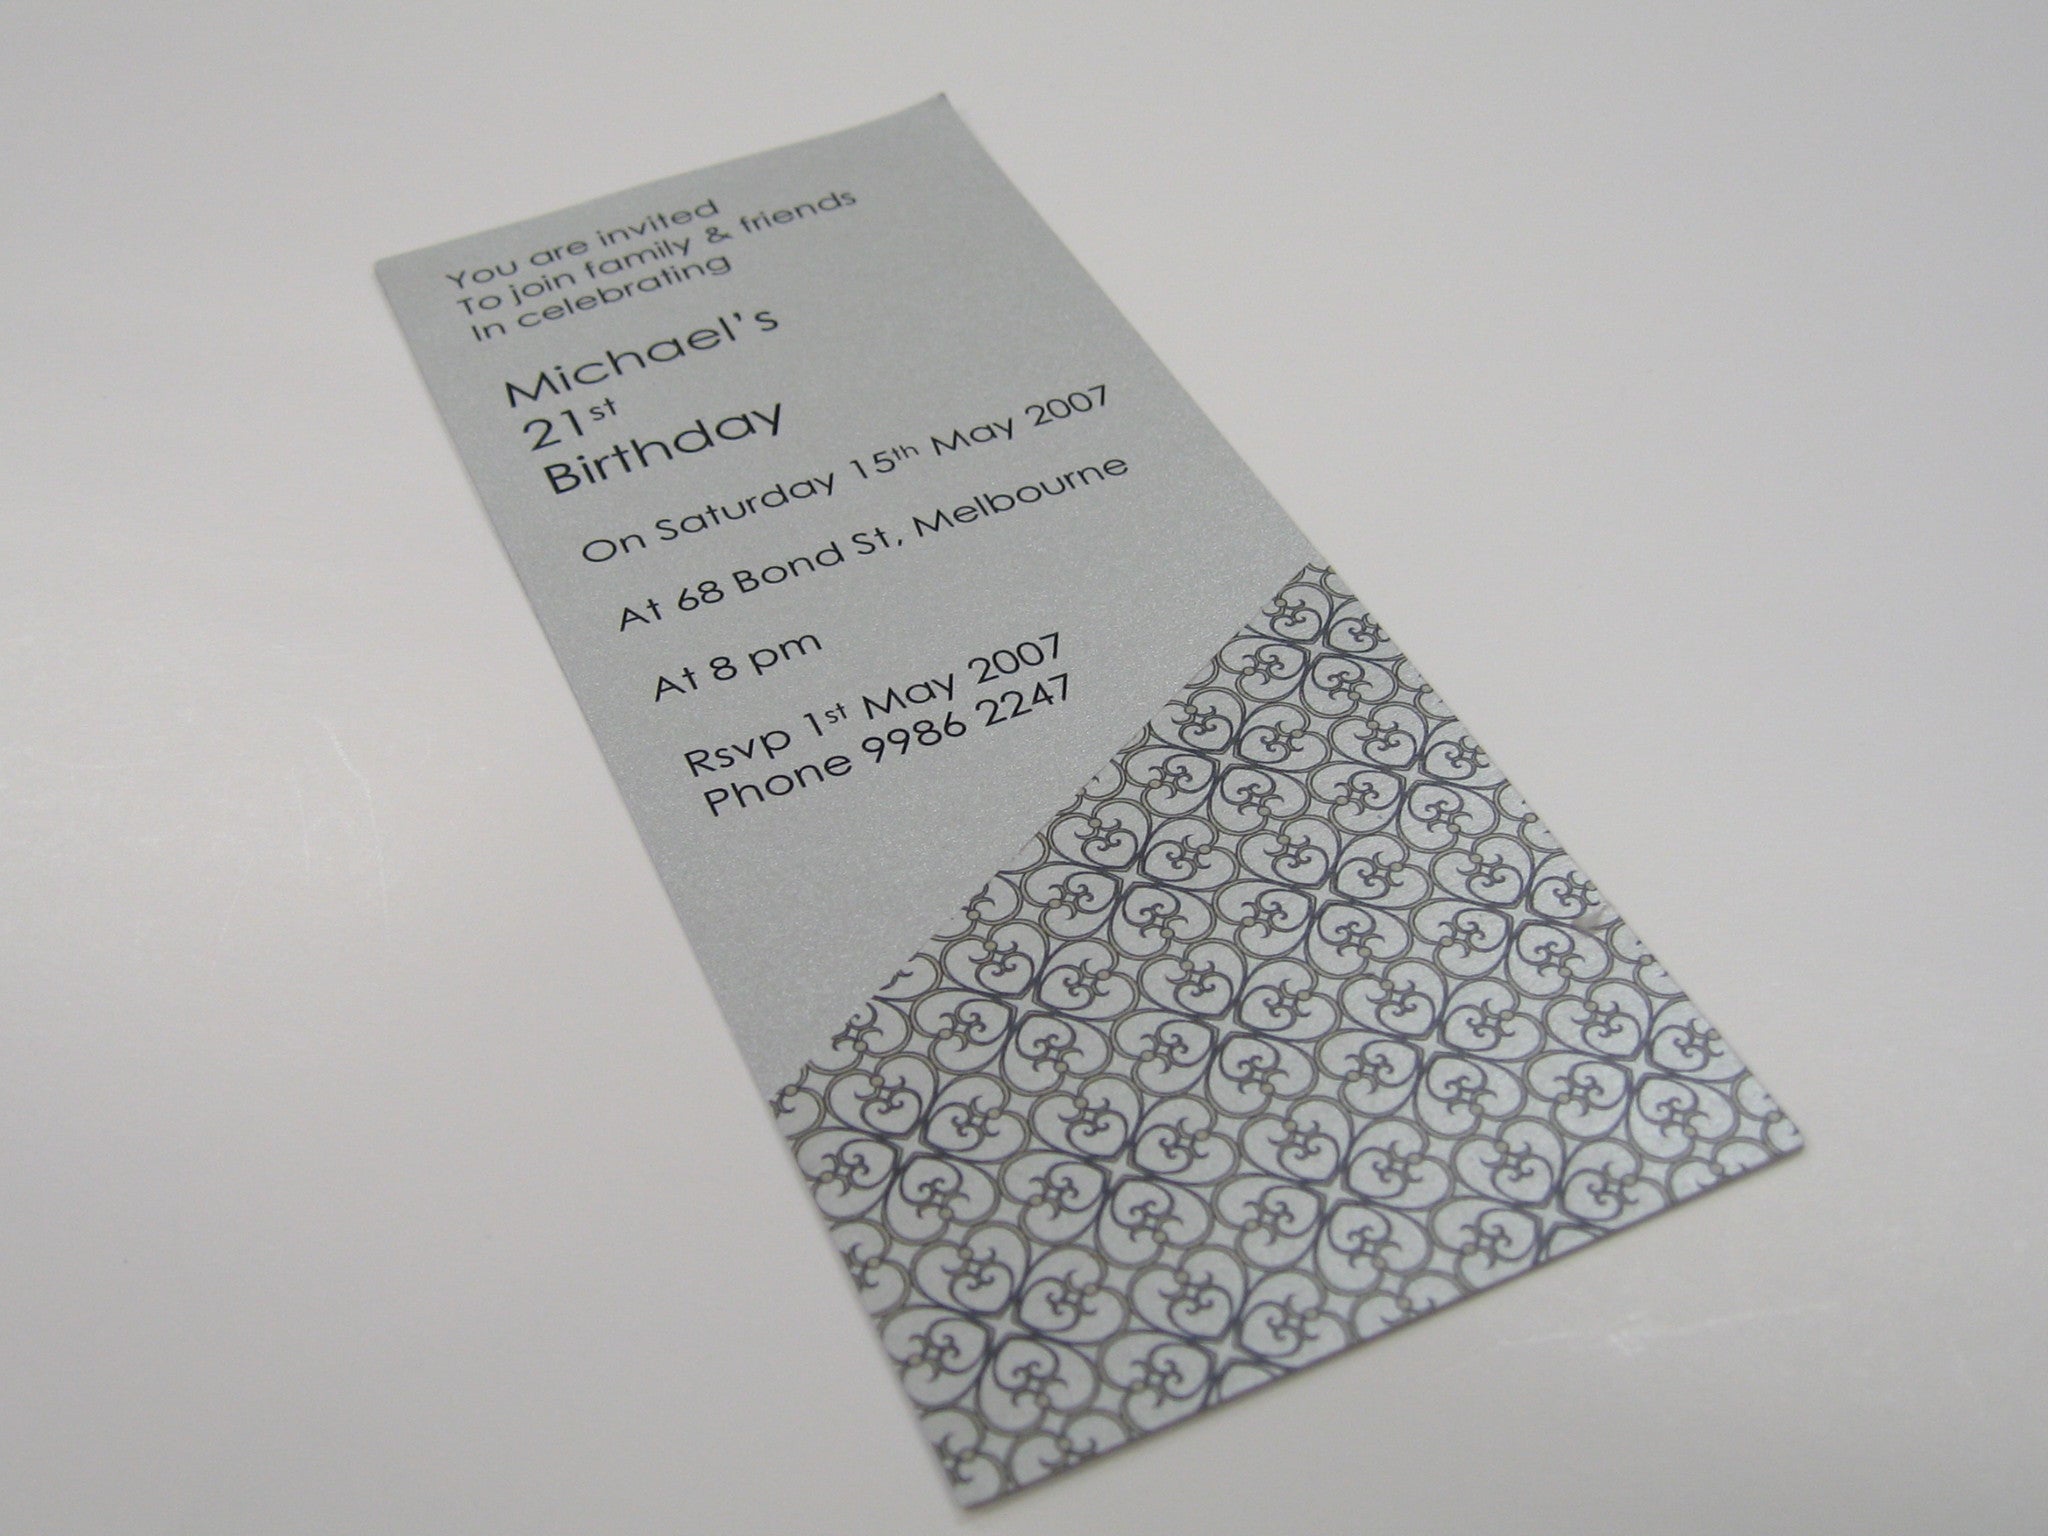 You are invited
To join family & friends
In celebrating
Michael's
21st
Birthday
On Saturday 15th May 2007
At 68 Bond St, Melbourne
At 8 pm
Rsvp 1st May 2007
Phone 9986 2247